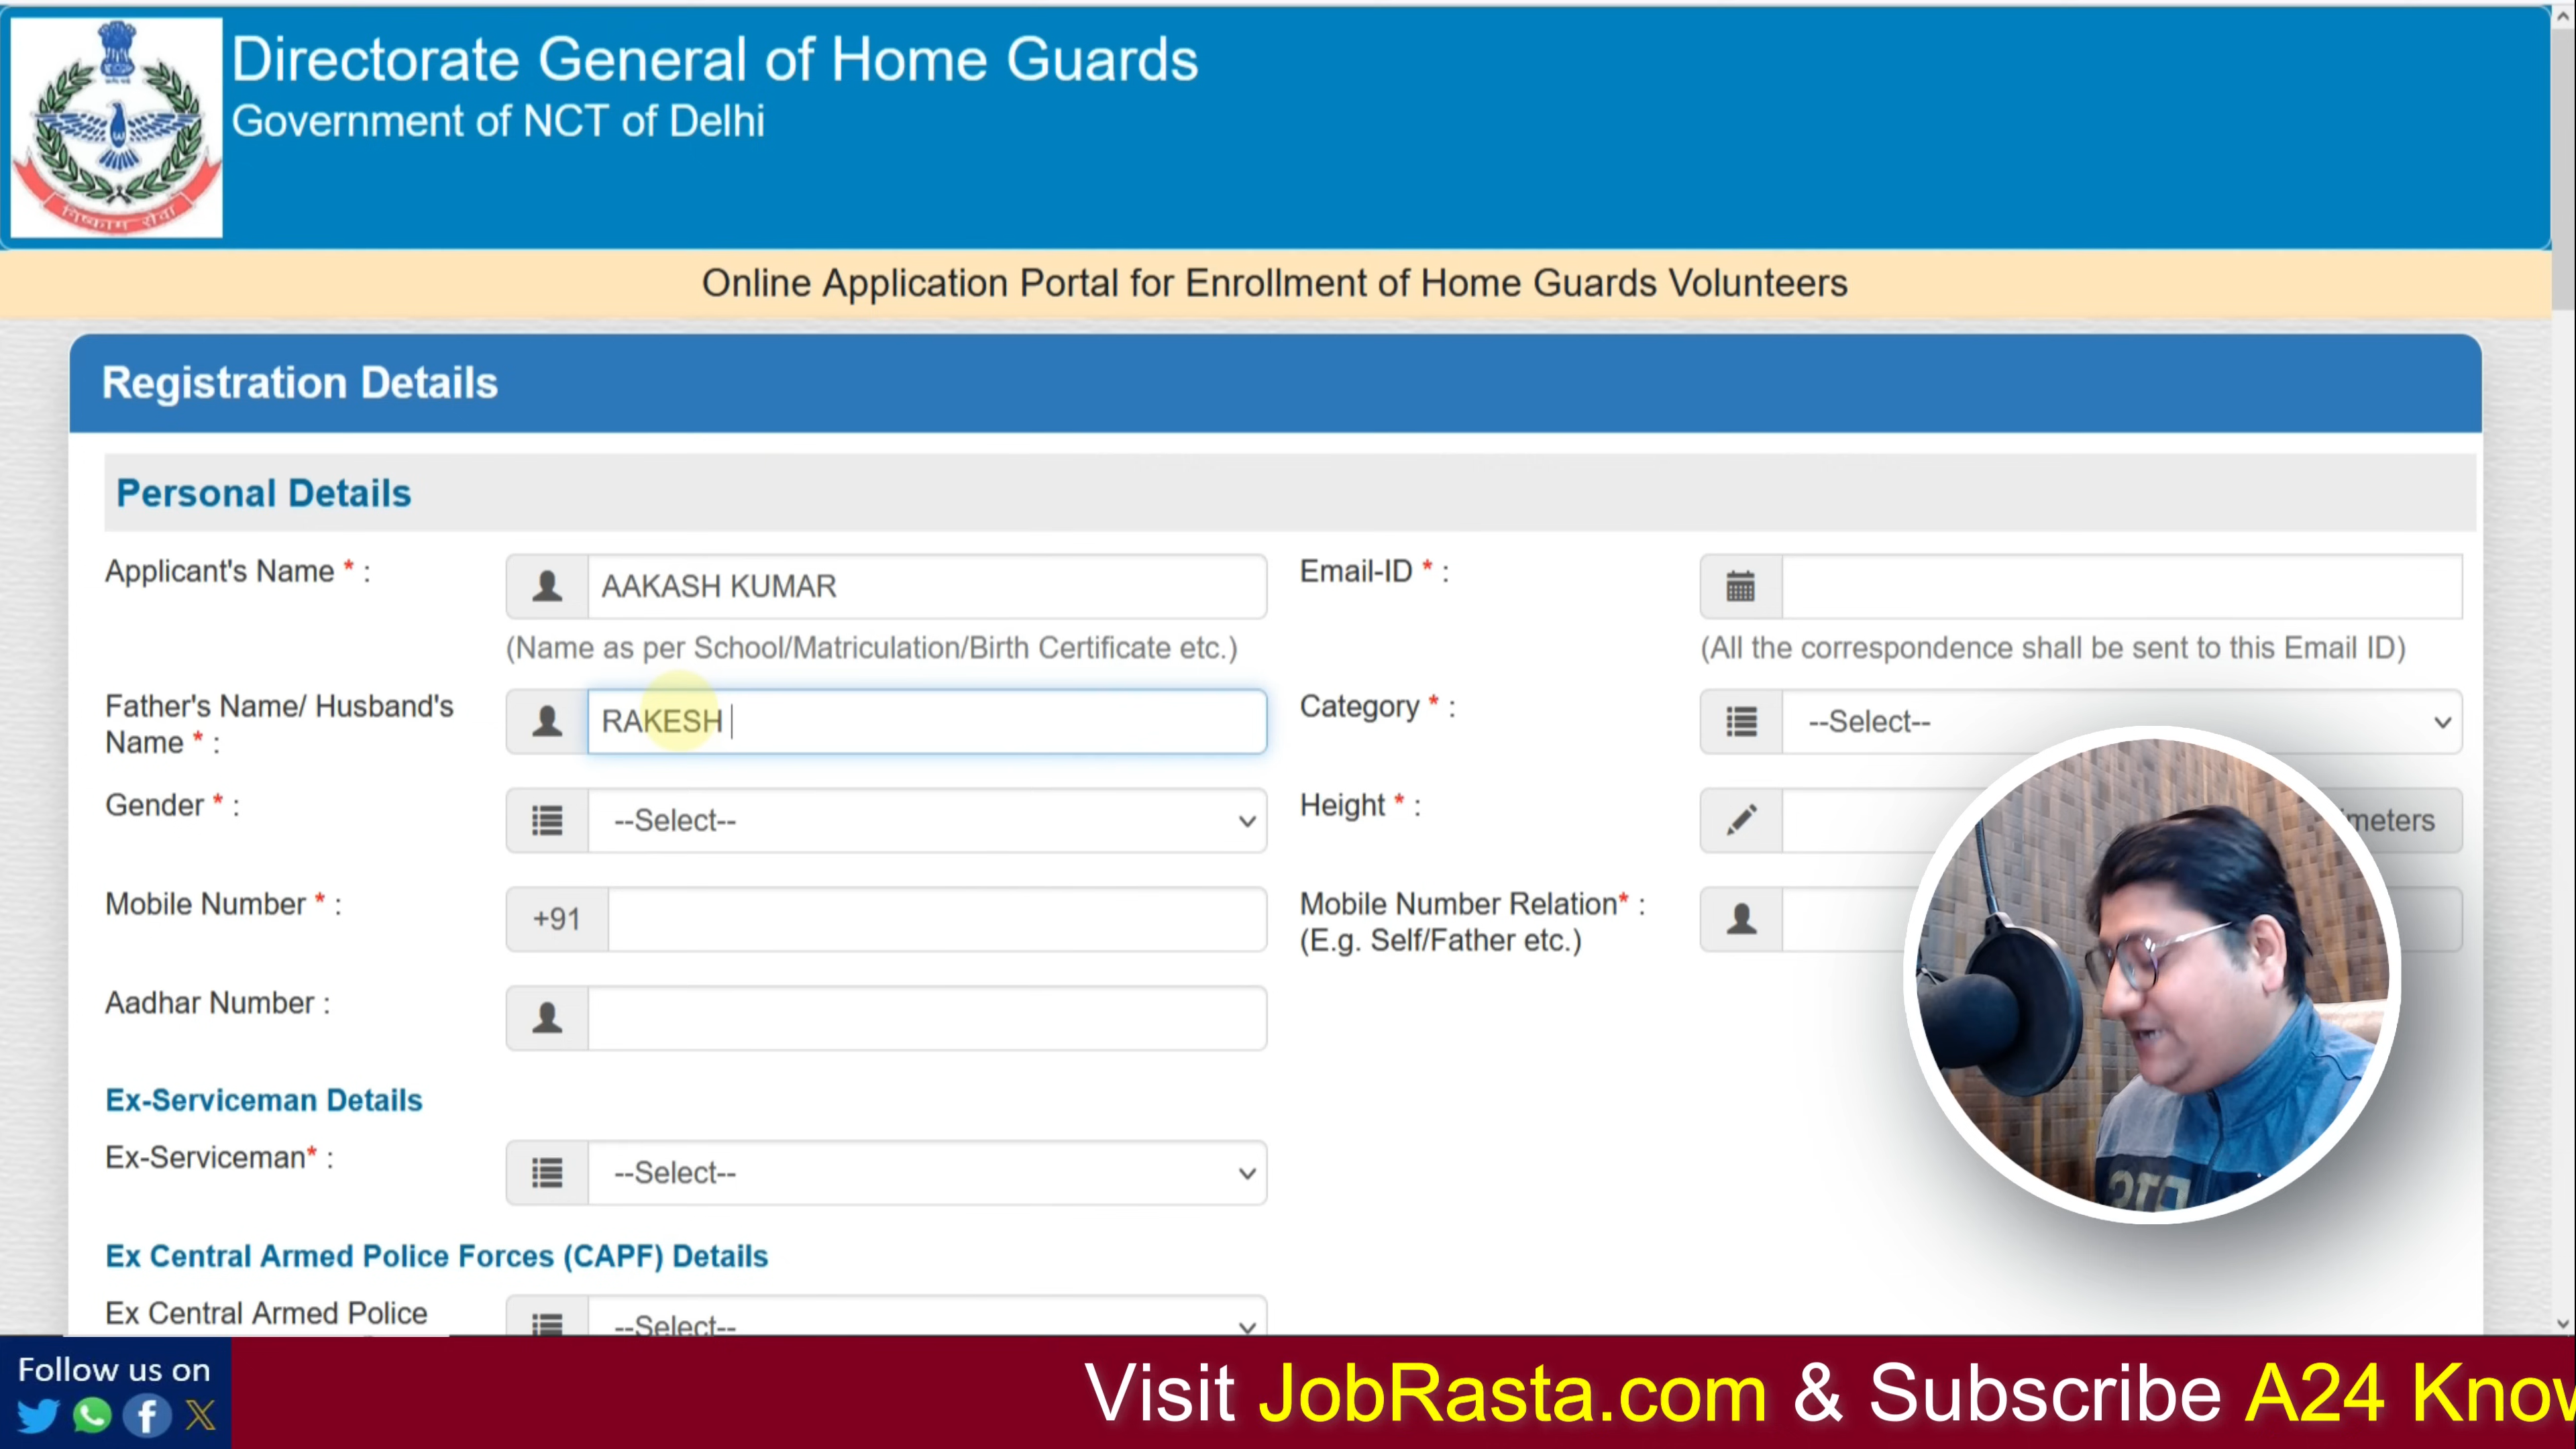 Directorate General of Home Guards
Government of NCT of Delhi
निष्काम सेवा
Online Application Portal for Enrollment of Home Guards Volunteers
Registration Details
Personal Details
Applicant's Name * :
AAKASH KUMAR
(Name as per School/Matriculation/Birth Certificate etc.)
Email-ID * :
(All the correspondence shall be sent to this Email ID)
Father's Name/ Husband's
Name * :
RAKESH
Category * :
--Select--
Gender * :
--Select--
Height * :
meters
Mobile Number * :
+91
Mobile Number Relation* :
(E.g. Self/Father etc.)
Aadhar Number :
Ex-Serviceman Details
Ex-Serviceman* :
--Select--
Ex Central Armed Police Forces (CAPF) Details
Ex Central Armed Police
--Select--
Follow us on
Visit JobRasta.com & Subscribe A24 Know